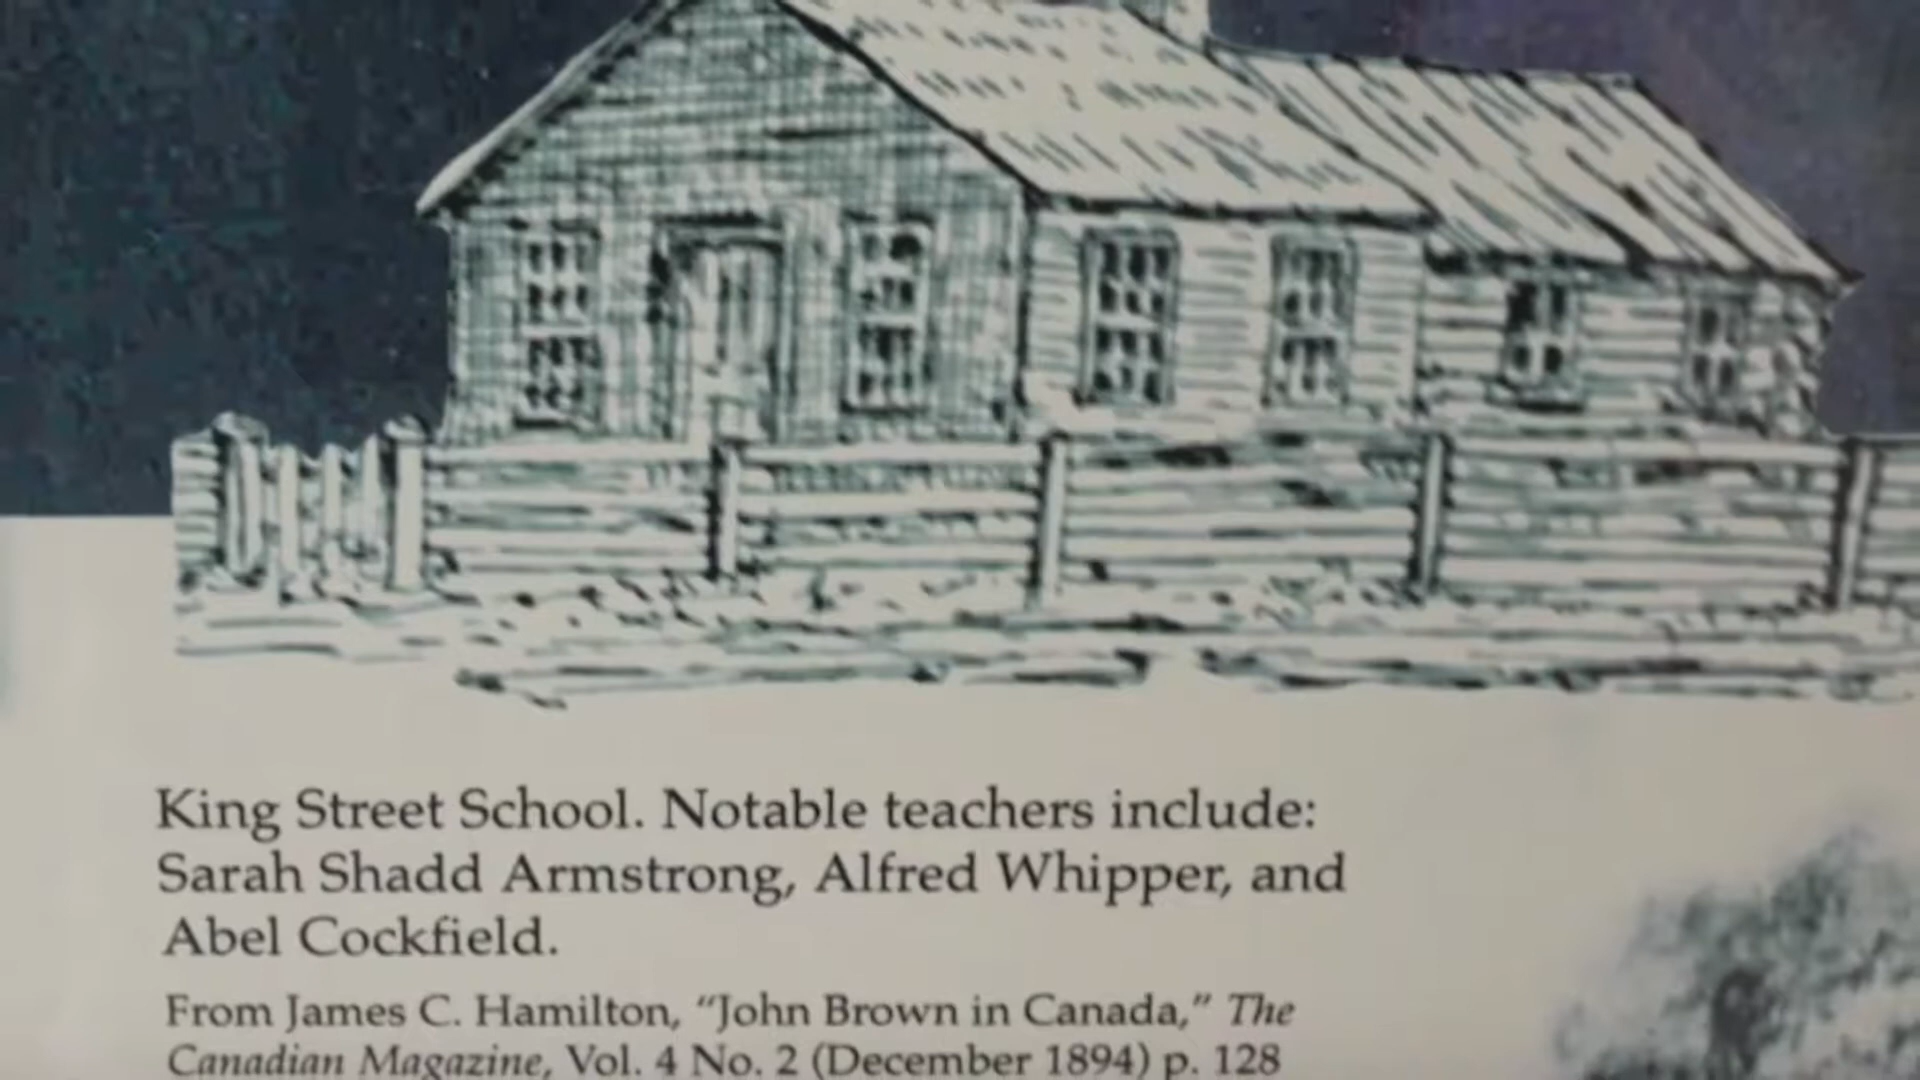 King Street School. Notable teachers include:
Sarah Shadd Armstrong, Alfred Whipper, and
Abel Cockfield.
From James C. Hamilton, “John Brown in Canada,” The
Canadian Magazine, Vol. 4 No. 2 (December 1894) p. 128